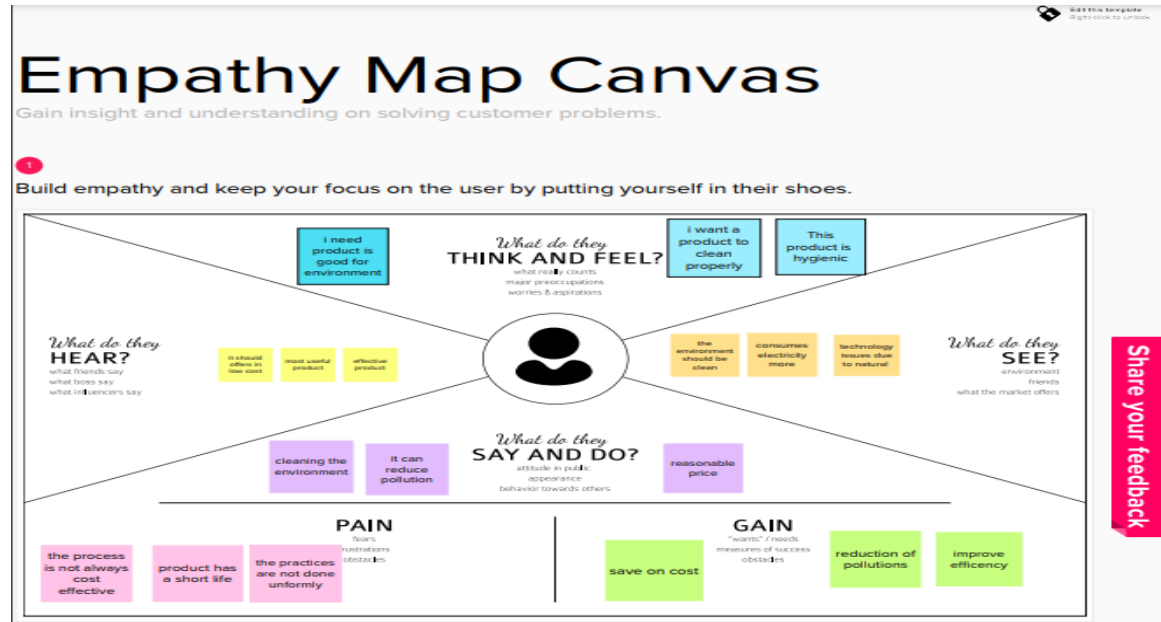 Edit this template
Right-click to unlock
Empathy Map Canvas
Gain insight and understanding on solving customer problems.
1
Build empathy and keep your focus on the user by putting yourself in their shoes.
What do they
THINK AND FEEL?
what really counts
major preoccupations
worries & aspirations
i need
product is
good for
environment
i want a
product to
clean
properly
This
product is
hygienic
What do they
HEAR?
what friends say
what boss say
what influencers say
it should
offers in
low cost
most useful
product
effective
product
the
environment
should be
clean
consumes
electricity
more
technology
issues due
to natural
What do they
SEE?
environment
friends
what the market offers
What do they
SAY AND DO?
attitude in public
appearance
behavior towards others
cleaning the
environment
it can
reduce
pollution
reasonable
price
PAIN
fears
frustrations
obstacles
the process
is not always
cost
effective
product has
a short life
the practices
are not done
unformly
GAIN
"wants" / needs
measures of success
obstacles
save on cost
reduction of
pollutions
improve
efficency
Share your feedback